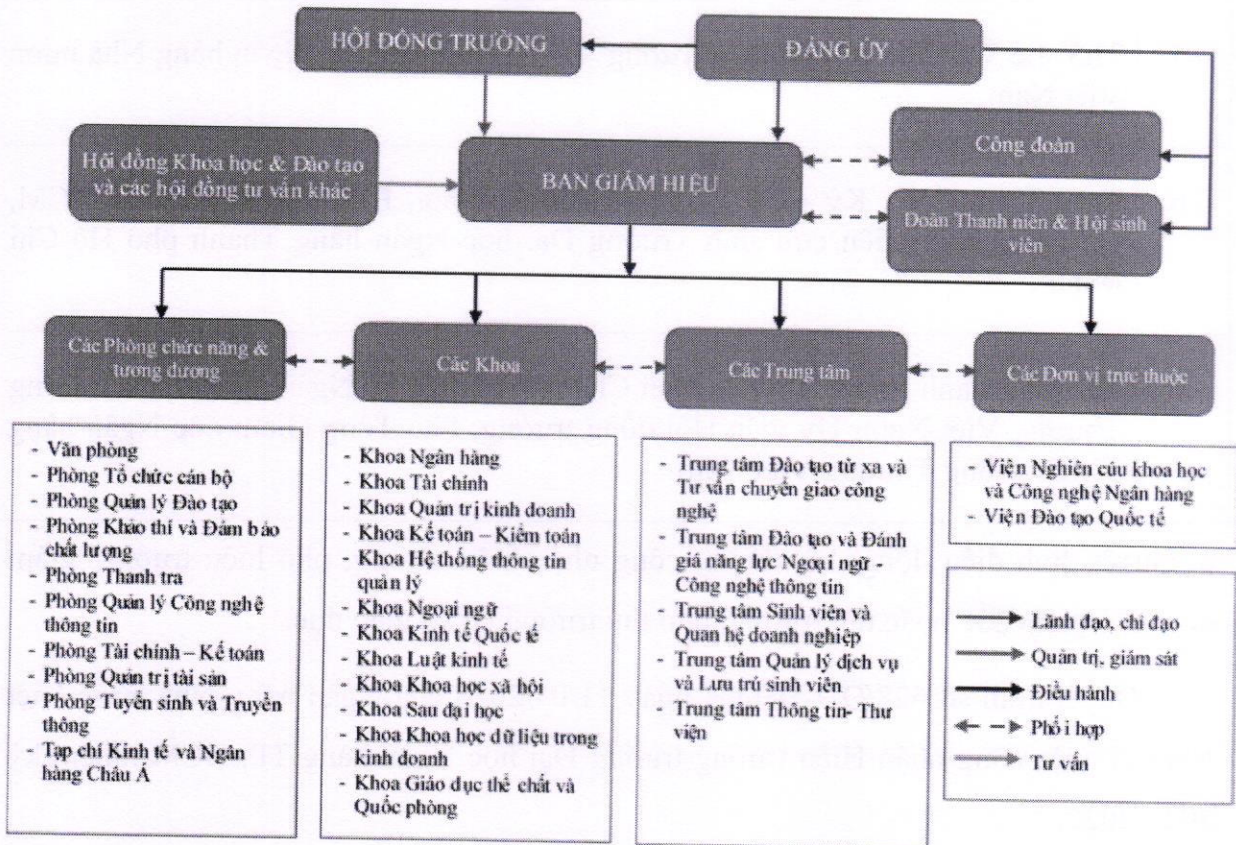 HỘI ĐỒNG TRƯỜNG
ĐẢNG ỦY
Hội đồng Khoa học & Đào tạo
và các hội đồng tư vấn khác
BAN GIÁM HIỆU
Công đoàn
Đoàn Thanh niên & Hội sinh
viên
Các Phòng chức năng &
tương đương
Các Khoa
Các Trung tâm
Các Đơn vị trực thuộc
- Văn phòng
- Phòng Tổ chức cán bộ
- Phòng Quản lý Đào tạo
- Phòng Khảo thí và Đảm bảo
chất lượng
- Phòng Thanh tra
- Phòng Quản lý Công nghệ
thông tin
- Phòng Tài chính – Kế toán
- Phòng Quản trị tài sản
- Phòng Tuyển sinh và Truyền
thông
- Tạp chí Kinh tế và Ngân
hàng Châu Á
- Khoa Ngân hàng
- Khoa Tài chính
- Khoa Quản trị kinh doanh
- Khoa Kế toán – Kiểm toán
- Khoa Hệ thống thông tin
quản lý
- Khoa Ngoại ngữ
- Khoa Kinh tế Quốc tế
- Khoa Luật kinh tế
- Khoa Khoa học xã hội
- Khoa Sau đại học
- Khoa Khoa học dữ liệu trong
kinh doanh
- Khoa Giáo dục thể chất và
Quốc phòng
- Trung tâm Đào tạo từ xa và
Tư vấn chuyển giao công
nghệ
- Trung tâm Đào tạo và Đánh
giá năng lực Ngoại ngữ -
Công nghệ thông tin
- Trung tâm Sinh viên và
Quan hệ doanh nghiệp
- Trung tâm Quản lý dịch vụ
và Lưu trú sinh viên
- Trung tâm Thông tin- Thư
viện
- Viện Nghiên cứu khoa học
và Công nghệ Ngân hàng
- Viện Đào tạo Quốc tế
Lãnh đạo, chỉ đạo
Quản trị, giám sát
Điều hành
Phối hợp
Tư vấn